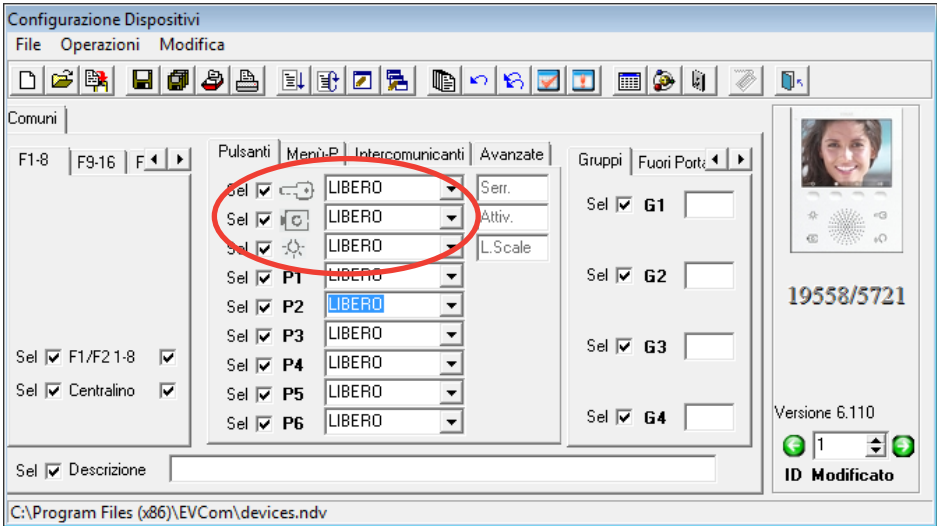 Configurazione Dispositivi
File Operazioni Modifica
Comuni
F1-8 F9-16 F
Pulsanti Menù-P Intercomunicanti Avanzate
Gruppi Fuori Porta
Sel LIBERO Serr.
Sel LIBERO Attiv.
Sel LIBERO L.Scale
Sel P1 LIBERO
Sel P2 LIBERO
Sel P3 LIBERO
Sel P4 LIBERO
Sel P5 LIBERO
Sel P6 LIBERO
Sel G1
Sel G2
Sel G3
Sel G4
Sel F1/F2 1-8
Sel Centralino
Sel Descrizione
19558/5721
Versione 6.110
1
ID Modificato
C:\Program Files (x86)\EVCom\devices.ndv